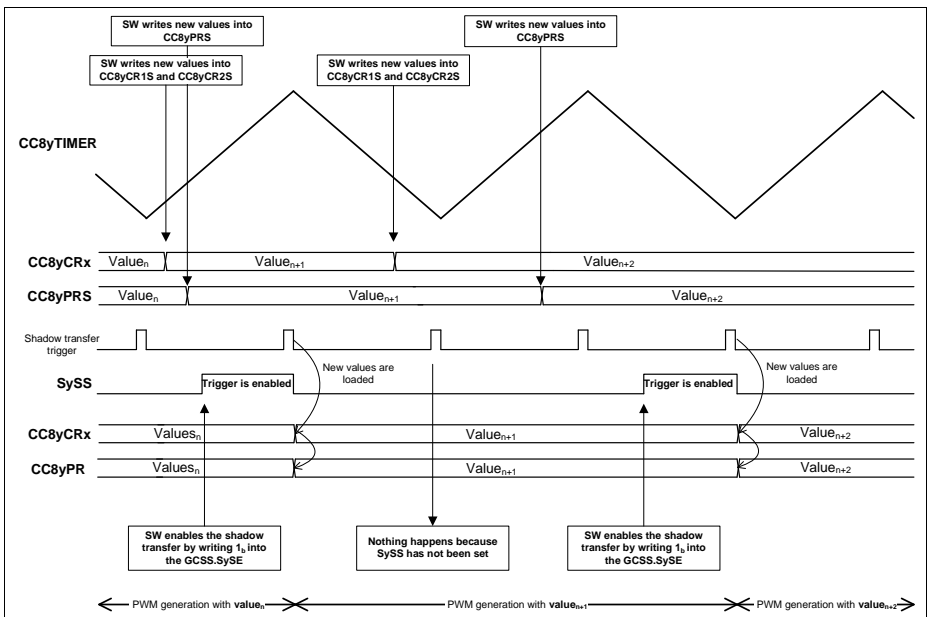 SW writes new values into
CC8yPRS
SW writes new values into
CC8yPRS
SW writes new values into
CC8yCR1S and CC8yCR2S
SW writes new values into
CC8yCR1S and CC8yCR2S
CC8yTIMER
CC8yCRx
Valueₙ
Valueₙ₊₁
Valueₙ₊₂
CC8yPRS
Valueₙ
Valueₙ₊₁
Valueₙ₊₂
Shadow transfer
trigger
New values are
loaded
New values are
loaded
SySS
Trigger is enabled
Trigger is enabled
CC8yCRx
Valuesₙ
Valueₙ₊₁
Valueₙ₊₂
CC8yPR
Valuesₙ
Valueₙ₊₁
Valueₙ₊₂
SW enables the shadow
transfer by writing 1b into
the GCSS.SySE
Nothing happens because
SySS has not been set
SW enables the shadow
transfer by writing 1b into
the GCSS.SySE
PWM generation with valueₙ
PWM generation with valueₙ₊₁
PWM generation with valueₙ₊₂